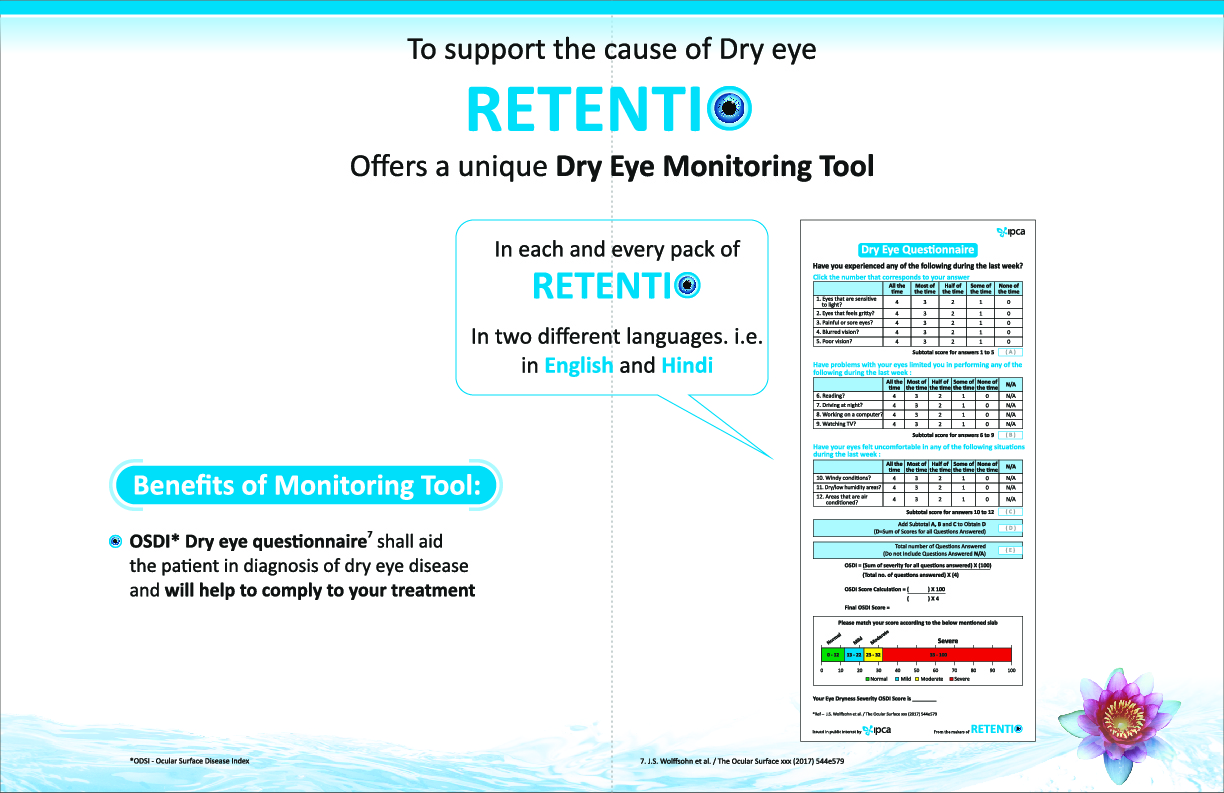 To support the cause of Dry eye
RETENTIO
Offers a unique Dry Eye Monitoring Tool
In each and every pack of
RETENTIO
In two different languages. i.e.
in English and Hindi
Benefits of Monitoring Tool:
OSDI* Dry eye questionnaire7 shall aid
the patient in diagnosis of dry eye disease
and will help to comply to your treatment
ipca
Dry Eye Questionnaire
Have you experienced any of the following during the last week?
Click the number that corresponds to your answer
All the time Most of the time Half of the time Some of the time None of the time
1. Eyes that are sensitive to light? 4 3 2 1 0
2. Eyes that feels gritty? 4 3 2 1 0
3. Painful or sore eyes? 4 3 2 1 0
4. Blurred vision? 4 3 2 1 0
5. Poor vision? 4 3 2 1 0
Subtotal score for answers 1 to 5 ( A )
Have problems with your eyes limited you in performing any of the
following during the last week :
All the time Most of the time Half of the time Some of the time None of the time N/A
6. Reading? 4 3 2 1 0 N/A
7. Driving at night? 4 3 2 1 0 N/A
8. Working on a computer? 4 3 2 1 0 N/A
9. Watching TV? 4 3 2 1 0 N/A
Subtotal score for answers 6 to 9 ( B )
Have your eyes felt uncomfortable in any of the following situations
during the last week :
All the time Most of the time Half of the time Some of the time None of the time N/A
10. Windy conditions? 4 3 2 1 0 N/A
11. Dry/low humidity areas? 4 3 2 1 0 N/A
12. Areas that are air conditioned? 4 3 2 1 0 N/A
Subtotal score for answers 10 to 12 ( C )
Add Subtotal A, B and C to Obtain D
(D=Sum of Scores for all Questions Answered) ( D )
Total number of Questions Answered
(Do not Include Questions Answered N/A) ( E )
OSDI = (Sum of severity for all questions answered) X (100)
(Total no. of questions answered) X (4)
OSDI Score Calculation = ( ) X 100
( ) X 4
Final OSDI Score =
Please match your score according to the below mentioned slab
Normal Mild Moderate Severe
0 - 12 13 - 22 23 - 32 33 - 100
0 10 20 30 40 50 60 70 80 90 100
Normal Mild Moderate Severe
Your Eye Dryness Severity OSDI Score is ________
*Ref – J.S. Wolffsohn et al. / The Ocular Surface xxx (2017) 544e579
Issued in public interest by ipca From the makers of RETENTIO
*ODSI - Ocular Surface Disease Index
7. J.S. Wolffsohn et al. / The Ocular Surface xxx (2017) 544e579